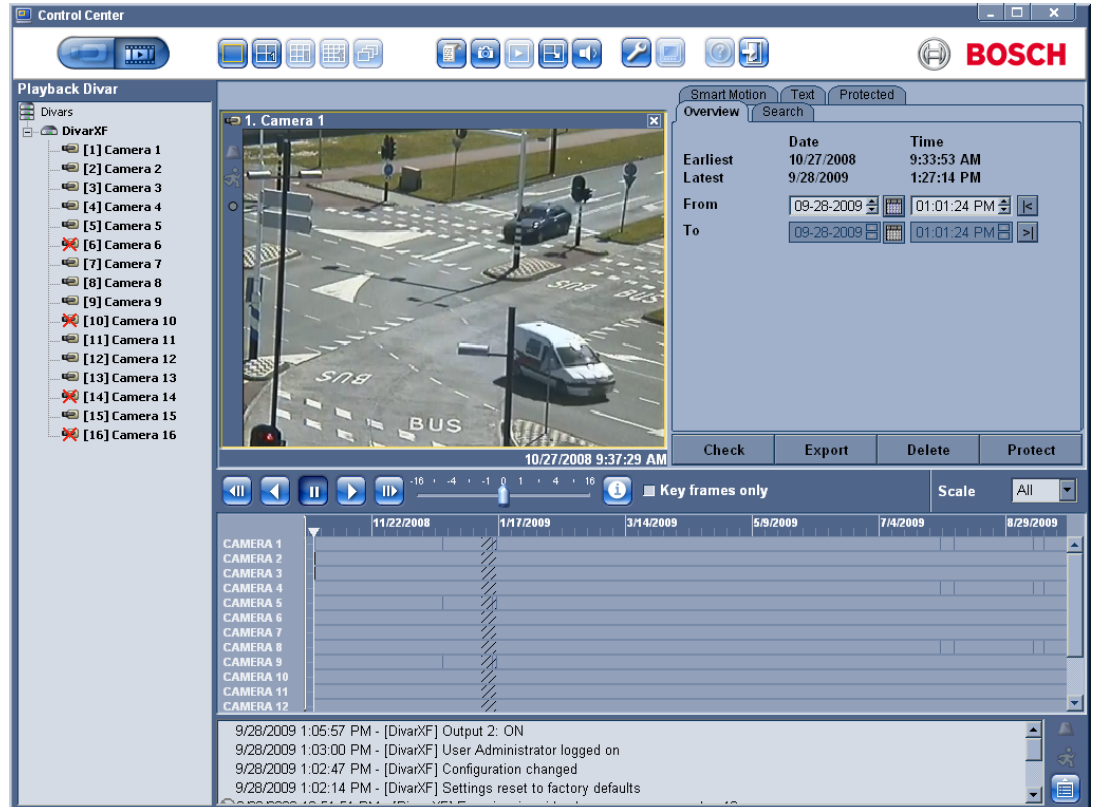 Control Center
BOSCH
Playback Divar
Divars
DivarXF
[1] Camera 1
[2] Camera 2
[3] Camera 3
[4] Camera 4
[5] Camera 5
[6] Camera 6
[7] Camera 7
[8] Camera 8
[9] Camera 9
[10] Camera 10
[11] Camera 11
[12] Camera 12
[13] Camera 13
[14] Camera 14
[15] Camera 15
[16] Camera 16
1. Camera 1
BUS
BUS
BUS
SNB
SNB
10/27/2008 9:37:29 AM
Smart Motion Text Protected
Overview Search
Date Time
Earliest 10/27/2008 9:33:53 AM
Latest 9/28/2009 1:27:14 PM
From 09-28-2009 01:01:24 PM
To 09-28-2009 01:01:24 PM
Check Export Delete Protect
-16 -4 -1 0 1 4 16
Key frames only
Scale All
11/22/2008 1/17/2009 3/14/2009 5/9/2009 7/4/2009 8/29/2009
CAMERA 1
CAMERA 2
CAMERA 3
CAMERA 4
CAMERA 5
CAMERA 6
CAMERA 7
CAMERA 8
CAMERA 9
CAMERA 10
CAMERA 11
CAMERA 12
9/28/2009 1:05:57 PM - [DivarXF] Output 2: ON
9/28/2009 1:03:00 PM - [DivarXF] User Administrator logged on
9/28/2009 1:02:47 PM - [DivarXF] Configuration changed
9/28/2009 1:02:14 PM - [DivarXF] Settings reset to factory defaults